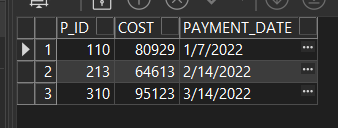 P_ID COST PAYMENT_DATE
1 110 80929 1/7/2022 ...
2 213 64613 2/14/2022 ...
3 310 95123 3/14/2022 ...